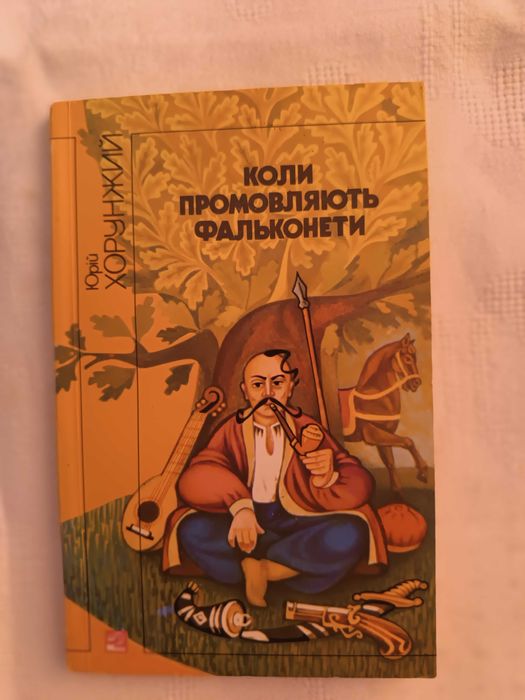 Юрій
ХОРУНЖИЙ
КОЛИ
ПРОМОВЛЯЮТЬ
ФАЛЬКОНЕТИ